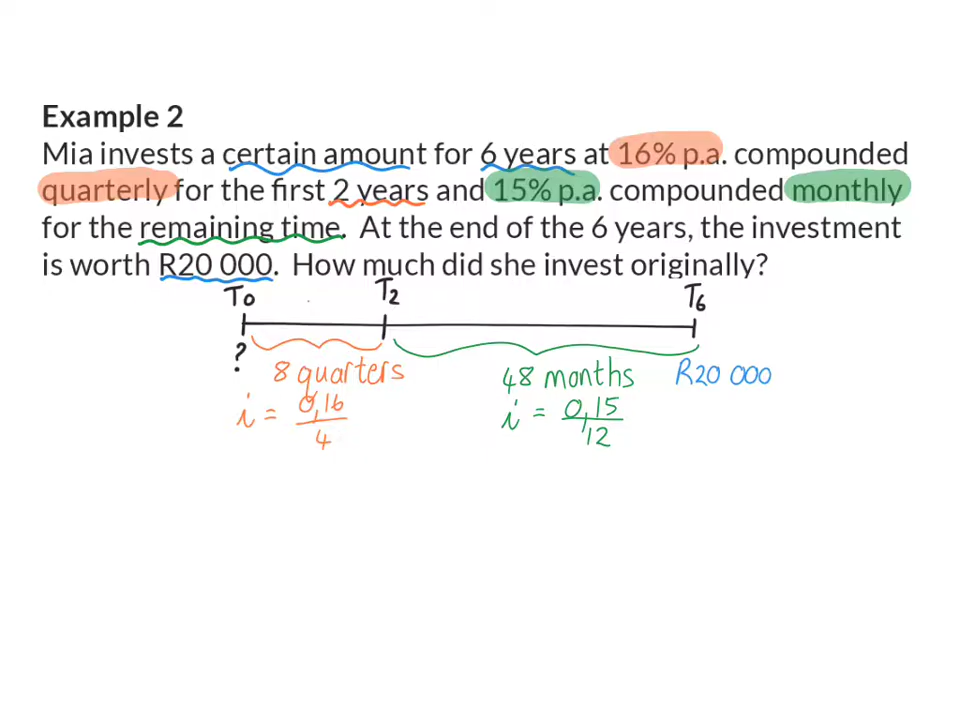 Example 2
Mia invests a certain amount for 6 years at 16% p.a. compounded
quarterly for the first 2 years and 15% p.a. compounded monthly
for the remaining time. At the end of the 6 years, the investment
is worth R20 000. How much did she invest originally?
T0 T2 T6
?
8 quarters 48 months R20 000
i = 0,16/4 i = 0,15/12